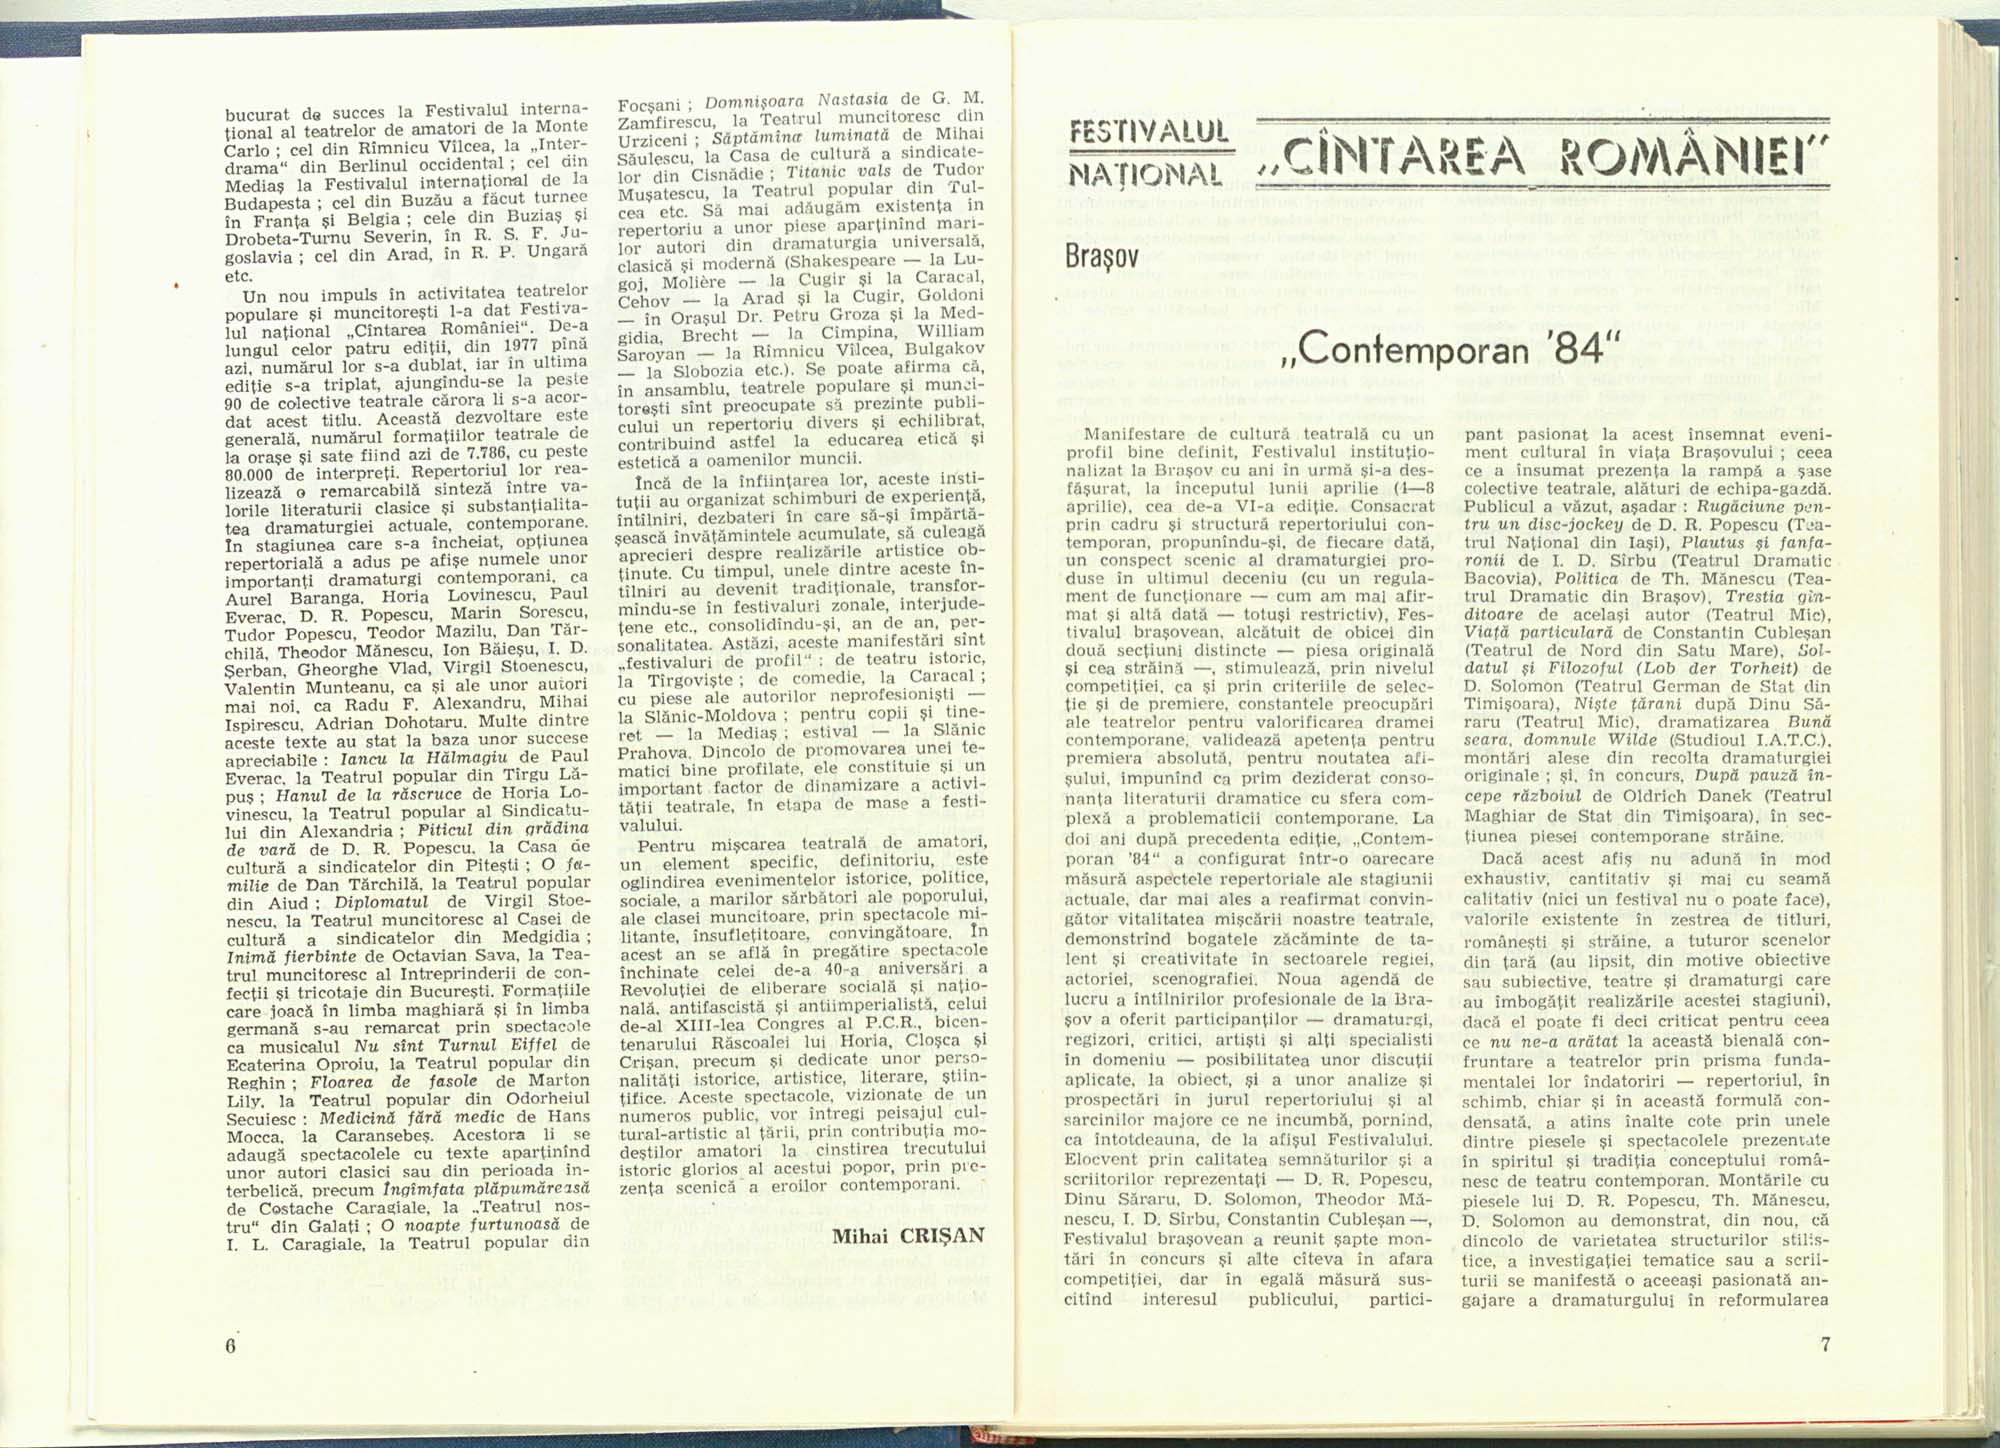 bucurat de succes la Festivalul interna-
țional al teatrelor de amatori de la Monte
Carlo ; cel din Rîmnicu Vîlcea, la „Inter-
drama“ din Berlinul occidental ; cel din
Mediaș la Festivalul internațional de la
Budapesta ; cel din Buzău a făcut turnee
în Franța și Belgia ; cele din Buziaș și
Drobeta-Turnu Severin, în R. S. F. Ju-
goslavia ; cel din Arad, în R. P. Ungară
etc.
Un nou impuls în activitatea teatrelor
populare și muncitorești l-a dat Festiva-
lul național „Cîntarea României“. De-a
lungul celor patru ediții, din 1977 pînă
azi, numărul lor s-a dublat, iar în ultima
ediție s-a triplat, ajungîndu-se la peste
90 de colective teatrale cărora li s-a acor-
dat acest titlu. Această dezvoltare este
generală, numărul formațiilor teatrale de
la orașe și sate fiind azi de 7.786, cu peste
80.000 de interpreți. Repertoriul lor rea-
lizează o remarcabilă sinteză între va-
lorile literaturii clasice și substanțialita-
tea dramaturgiei actuale, contemporane.
În stagiunea care s-a încheiat, opțiunea
repertorială a adus pe afișe numele unor
importanți dramaturgi contemporani, ca
Aurel Baranga, Horia Lovinescu, Paul
Everac, D. R. Popescu, Marin Sorescu,
Tudor Popescu, Teodor Mazilu, Dan Tăr-
chilă, Theodor Mănescu, Ion Băieșu, I. D.
Șerban, Gheorghe Vlad, Virgil Stoenescu,
Valentin Munteanu, ca și ale unor autori
mai noi, ca Radu F. Alexandru, Mihai
Ispirescu, Adrian Dohotaru. Multe dintre
aceste texte au stat la baza unor succese
apreciabile : Iancu la Hălmagiu de Paul
Everac, la Teatrul popular din Tîrgu Lă-
puș ; Hanul de la răscruce de Horia Lo-
vinescu, la Teatrul popular al Sindicatu-
lui din Alexandria ; Piticul din grădina
de vară de D. R. Popescu, la Casa de
cultură a sindicatelor din Pitești ; O fa-
milie de Dan Tărchilă, la Teatrul popular
din Aiud ; Diplomatul de Virgil Stoe-
nescu, la Teatrul muncitoresc al Casei de
cultură a sindicatelor din Medgidia ;
Inimă fierbinte de Octavian Sava, la Tea-
trul muncitoresc al Intreprinderii de con-
fecții și tricotaje din București. Formațiile
care joacă în limba maghiară și în limba
germană s-au remarcat prin spectacole
ca musicalul Nu sînt Turnul Eiffel de
Ecaterina Oproiu, la Teatrul popular din
Reghin ; Floarea de fasole de Marton
Lily, la Teatrul popular din Odorheiul
Secuiesc : Medicină fără medic de Hans
Mocca, la Caransebeș. Acestora li se
adaugă spectacolele cu texte aparținînd
unor autori clasici sau din perioada in-
terbelică, precum Îngîmfata plăpumăreasă
de Costache Caragiale, la „Teatrul nos-
tru“ din Galați ; O noapte furtunoasă de
I. L. Caragiale, la Teatrul popular din
Focșani ; Domnișoara Nastasia de G. M.
Zamfirescu, la Teatrul muncitoresc din
Urziceni ; Săptămîna luminată de Mihai
Săulescu, la Casa de cultură a sindicate-
lor din Cisnădie ; Titanic vals de Tudor
Mușatescu, la Teatrul popular din Tul-
cea etc. Să mai adăugăm existența în
repertoriu a unor piese aparținînd mari-
lor autori din dramaturgia universală,
clasică și modernă (Shakespeare — la Lu-
goj, Molière — la Cugir și la Caracal,
Cehov — la Arad și la Cugir, Goldoni
— în Orașul Dr. Petru Groza și la Med-
gidia, Brecht — la Cîmpina, William
Saroyan — la Rîmnicu Vîlcea, Bulgakov
— la Slobozia etc.). Se poate afirma că,
în ansamblu, teatrele populare și munci-
torești sînt preocupate să prezinte publi-
cului un repertoriu divers și echilibrat,
contribuind astfel la educarea etică și
estetică a oamenilor muncii.
Încă de la înființarea lor, aceste insti-
tuții au organizat schimburi de experiență,
întîlniri, dezbateri în care să-și împărtă-
șească învățămintele acumulate, să culeagă
aprecieri despre realizările artistice ob-
ținute. Cu timpul, unele dintre aceste în-
tîlniri au devenit tradiționale, transfor-
mîndu-se în festivaluri zonale, interjude-
țene etc., consolidîndu-și, an de an, per-
sonalitatea. Astăzi, aceste manifestări sînt
„festivaluri de profil“ : de teatru istoric,
la Tîrgoviște ; de comedie, la Caracal ;
cu piese ale autorilor neprofesioniști —
la Slănic-Moldova ; pentru copii și tine-
ret — la Mediaș ; estival — la Slănic
Prahova. Dincolo de promovarea unei te-
matici bine profilate, ele constituie și un
important factor de dinamizare a activi-
tății teatrale, în etapa de masă a festi-
valului.
Pentru mișcarea teatrală de amatori,
un element specific, definitoriu, este
oglindirea evenimentelor istorice, politice,
sociale, a marilor sărbători ale poporului,
ale clasei muncitoare, prin spectacole mi-
litante, însuflețitoare, convingătoare. În
acest an se află în pregătire spectacole
închinate celei de-a 40-a aniversări a
Revoluției de eliberare socială și națio-
nală, antifascistă și antiimperialistă, celui
de-al XIII-lea Congres al P.C.R., bicen-
tenarului Răscoalei lui Horia, Cloșca și
Crișan, precum și dedicate unor perso-
nalități istorice, artistice, literare, știin-
țifice. Aceste spectacole, vizionate de un
numeros public, vor întregi peisajul cul-
tural-artistic al țării, prin contribuția mo-
deștilor amatori la cinstirea trecutului
istoric glorios al acestui popor, prin pre-
zența scenică a eroilor contemporani.
Mihai CRIȘAN
6
FESTIVALUL
NAȚIONAL „CÎNTAREA ROMÂNIEI“
Brașov
„Contemporan '84“
Manifestare de cultură teatrală cu un
profil bine definit, Festivalul instituțio-
nalizat la Brașov cu ani în urmă și-a des-
fășurat, la începutul lunii aprilie (1—8
aprilie), cea de-a VI-a ediție. Consacrat
prin cadru și structură repertoriului con-
temporan, propunîndu-și, de fiecare dată,
un conspect scenic al dramaturgiei pro-
duse în ultimul deceniu (cu un regula-
ment de funcționare — cum am mai afir-
mat și altă dată — totuși restrictiv), Fes-
tivalul brașovean, alcătuit de obicei din
două secțiuni distincte — piesa originală
și cea străină —, stimulează, prin nivelul
competiției, ca și prin criteriile de selec-
ție și de premiere, constantele preocupări
ale teatrelor pentru valorificarea dramei
contemporane, validează apetența pentru
premiera absolută, pentru noutatea afi-
șului, impunînd ca prim deziderat conso-
nanța literaturii dramatice cu sfera com-
plexă a problematicii contemporane. La
doi ani după precedenta ediție, „Contem-
poran '84“ a configurat într-o oarecare
măsură aspectele repertoriale ale stagiunii
actuale, dar mai ales a reafirmat convin-
gător vitalitatea mișcării noastre teatrale,
demonstrînd bogatele zăcăminte de ta-
lent și creativitate în sectoarele regiei,
actoriei, scenografiei. Noua agendă de
lucru a întîlnirilor profesionale de la Bra-
șov a oferit participanților — dramaturgi,
regizori, critici, artiști și alți specialiști
în domeniu — posibilitatea unor discuții
aplicate, la obiect, și a unor analize și
prospectări în jurul repertoriului și al
sarcinilor majore ce ne incumbă, pornind,
ca întotdeauna, de la afișul Festivalului.
Elocvent prin calitatea semnăturilor și a
scriitorilor reprezentați — D. R. Popescu,
Dinu Săraru, D. Solomon, Theodor Mă-
nescu, I. D. Sîrbu, Constantin Cubleșan —,
Festivalul brașovean a reunit șapte mon-
tări în concurs și alte cîteva în afara
competiției, dar în egală măsură sus-
citînd interesul publicului, partici-
pant pasionat la acest însemnat eveni-
ment cultural în viața Brașovului ; ceea
ce a însumat prezența la rampă a șase
colective teatrale, alături de echipa-gazdă.
Publicul a văzut, așadar : Rugăciune pen-
tru un disc-jockey de D. R. Popescu (Tea-
trul Național din Iași), Plautus și fanfa-
ronii de I. D. Sîrbu (Teatrul Dramatic
Bacovia), Politica de Th. Mănescu (Tea-
trul Dramatic din Brașov), Trestia gîn-
ditoare de același autor (Teatrul Mic),
Viață particulară de Constantin Cubleșan
(Teatrul de Nord din Satu Mare), Sol-
datul și Filozoful (Lob der Torheit) de
D. Solomon (Teatrul German de Stat din
Timișoara), Niște țărani după Dinu Să-
raru (Teatrul Mic), dramatizarea Bună
seara, domnule Wilde (Studioul I.A.T.C.),
montări alese din recolta dramaturgiei
originale ; și, în concurs, După pauză în-
cepe războiul de Oldrich Danek (Teatrul
Maghiar de Stat din Timișoara), în sec-
țiunea piesei contemporane străine.
Dacă acest afiș nu adună în mod
exhaustiv, cantitativ și mai cu seamă
calitativ (nici un festival nu o poate face),
valorile existente în zestrea de titluri,
românești și străine, a tuturor scenelor
din țară (au lipsit, din motive obiective
sau subiective, teatre și dramaturgi care
au îmbogățit realizările acestei stagiuni),
dacă el poate fi deci criticat pentru ceea
ce nu ne-a arătat la această bienală con-
fruntare a teatrelor prin prisma funda-
mentalei lor îndatoriri — repertoriul, în
schimb, chiar și în această formulă con-
densată, a atins înalte cote prin unele
dintre piesele și spectacolele prezentate
în spiritul și tradiția conceptului româ-
nesc de teatru contemporan. Montările cu
piesele lui D. R. Popescu, Th. Mănescu,
D. Solomon au demonstrat, din nou, că
dincolo de varietatea structurilor stilis-
tice, a investigației tematice sau a scri-
iturii se manifestă o aceeași pasionată an-
gajare a dramaturgului în reformularea
7